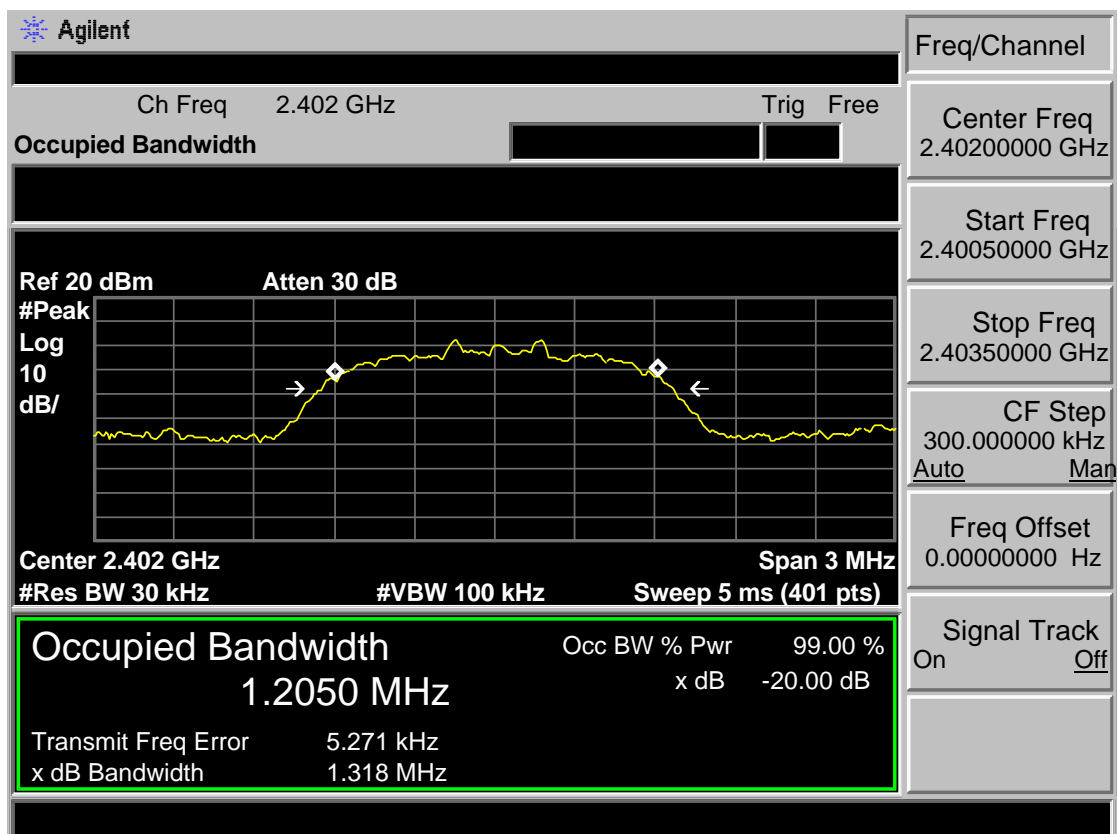 Agilent
Freq/Channel
Ch Freq 2.402 GHz Trig Free
Occupied Bandwidth
Center Freq
2.40200000 GHz
Start Freq
2.40050000 GHz
Stop Freq
2.40350000 GHz
CF Step
300.000000 kHz
Auto Man
Freq Offset
0.00000000 Hz
Signal Track
On Off
Ref 20 dBm Atten 30 dB
#Peak
Log
10
dB/
Center 2.402 GHz Span 3 MHz
#Res BW 30 kHz #VBW 100 kHz Sweep 5 ms (401 pts)
Occupied Bandwidth
1.2050 MHz
Occ BW % Pwr 99.00 %
x dB -20.00 dB
Transmit Freq Error 5.271 kHz
x dB Bandwidth 1.318 MHz